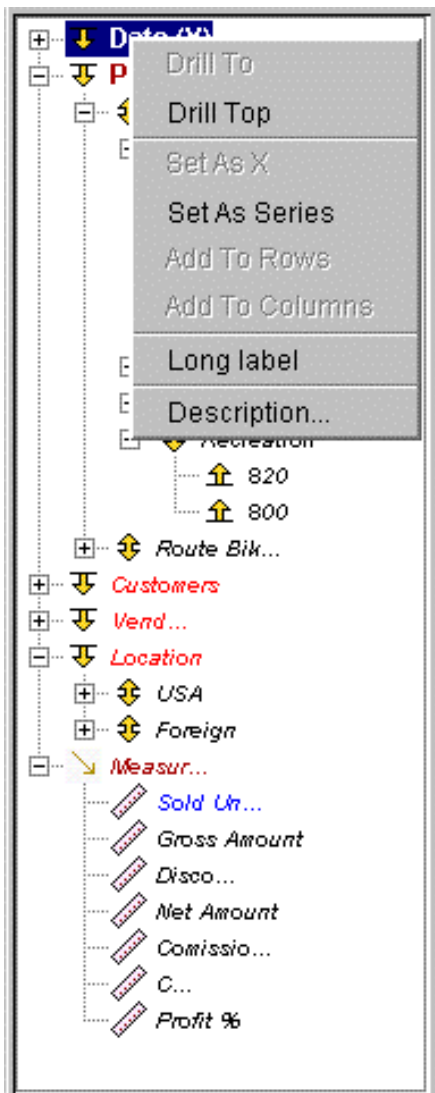 Date (X)
P
Drill To
Drill Top
Set As X
Set As Series
Add To Rows
Add To Columns
Long label
Description...
Recreation
820
800
Route Bik...
Customers
Vend...
Location
USA
Foreign
Measur...
Sold Un...
Gross Amount
Disco...
Net Amount
Comissio...
C...
Profit %